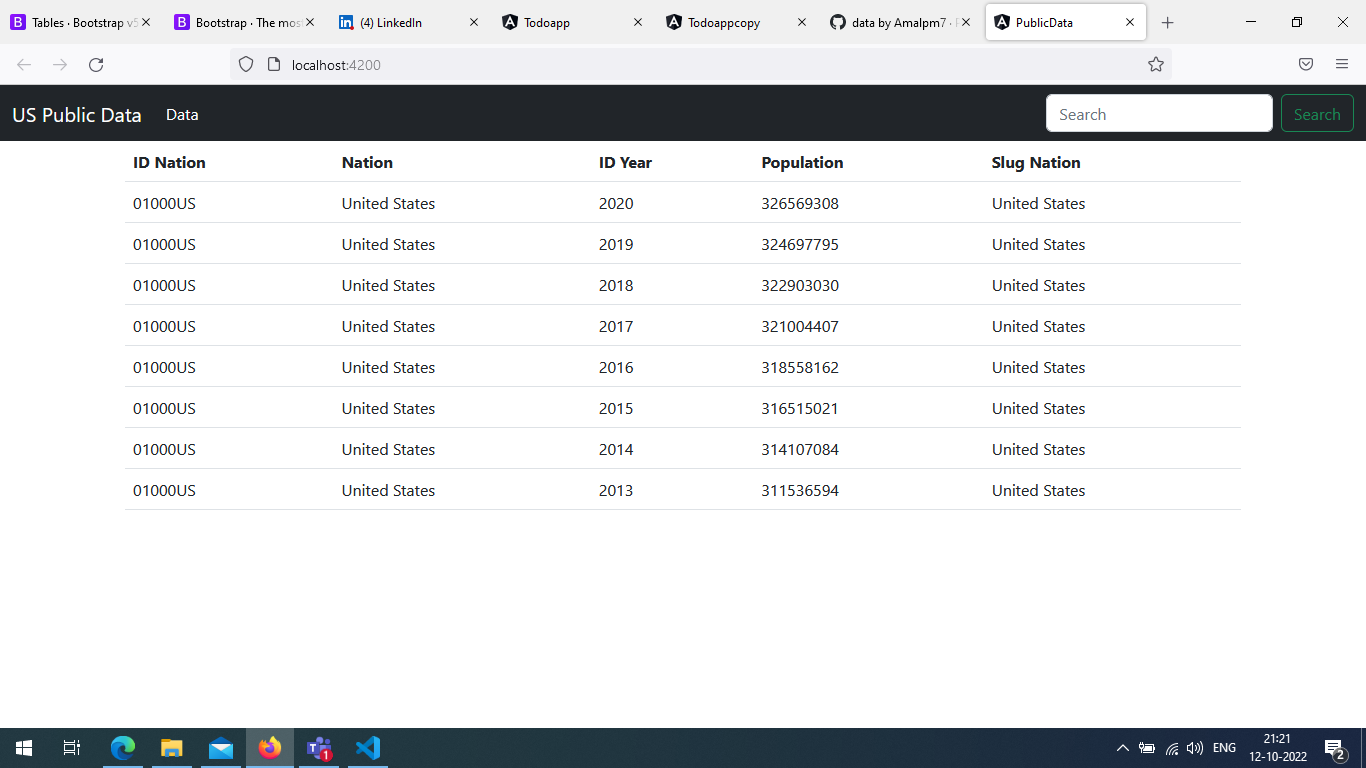 Tables · Bootstrap v5 Bootstrap · The most (4) LinkedIn Todoapp Todoappcopy data by Amalpm7 · PublicData
localhost:4200
US Public Data Data Search Search
ID Nation Nation ID Year Population Slug Nation
01000US United States 2020 326569308 United States
01000US United States 2019 324697795 United States
01000US United States 2018 322903030 United States
01000US United States 2017 321004407 United States
01000US United States 2016 318558162 United States
01000US United States 2015 316515021 United States
01000US United States 2014 314107084 United States
01000US United States 2013 311536594 United States
1 ENG 21:21
12-10-2022 2